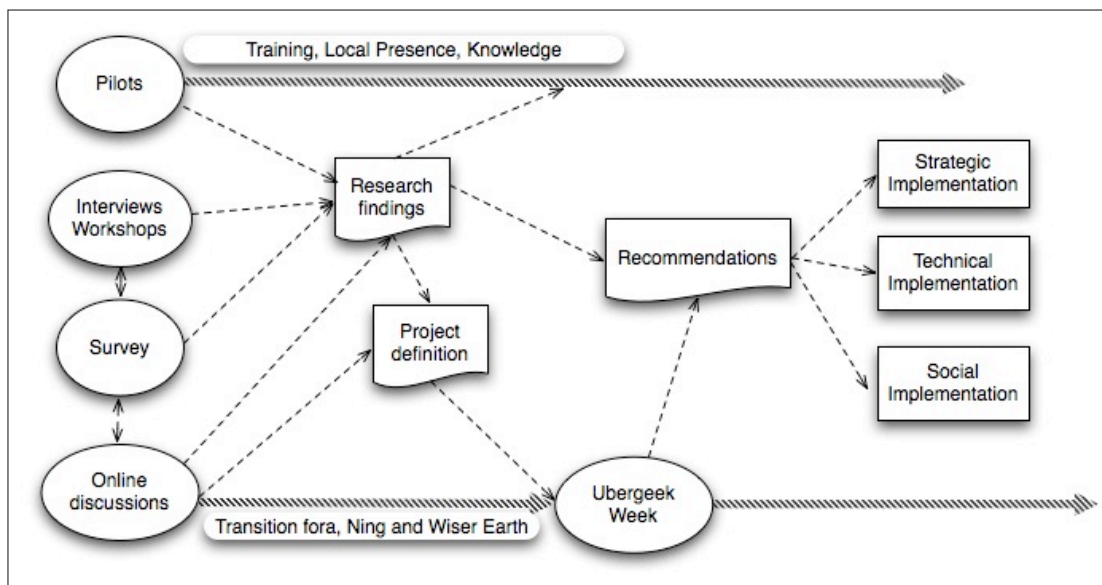 Training, Local Presence, Knowledge
Pilots
Interviews
Workshops
Research
findings
Strategic
Implementation
Recommendations
Technical
Implementation
Survey
Project
definition
Social
Implementation
Online
discussions
Ubergeek
Week
Transition fora, Ning and Wiser Earth